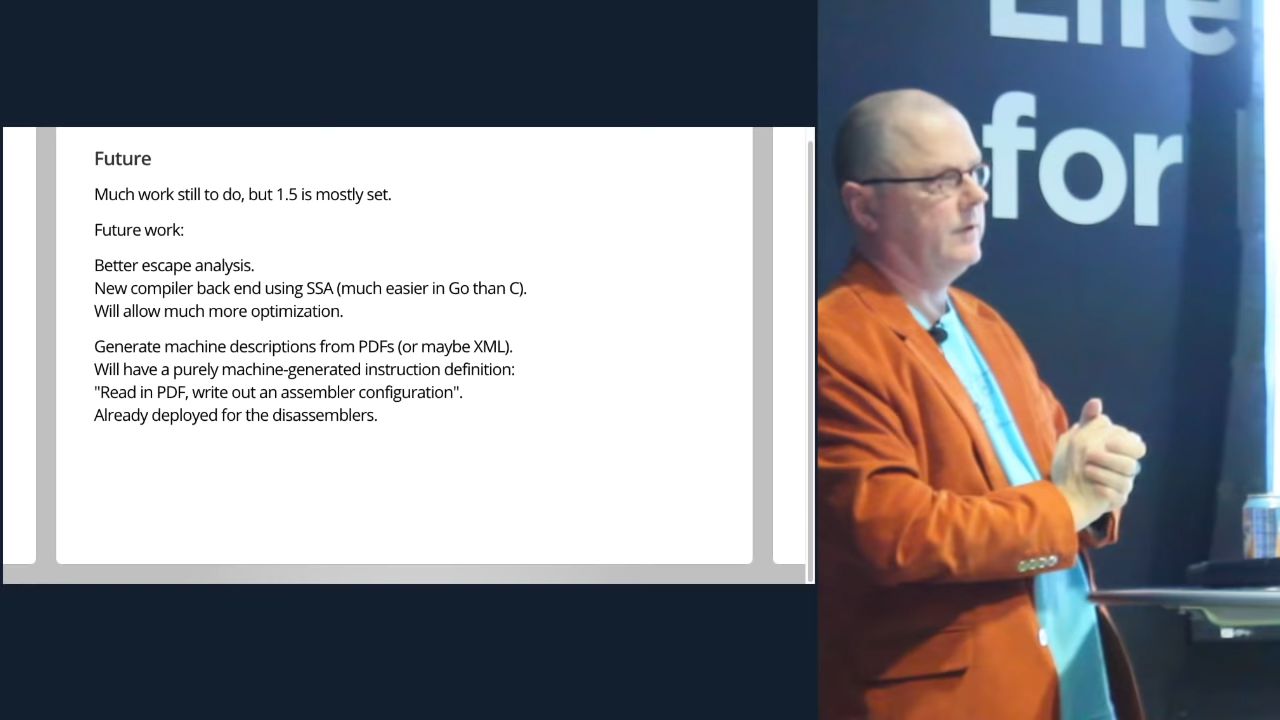 Future
Much work still to do, but 1.5 is mostly set.
Future work:
Better escape analysis.
New compiler back end using SSA (much easier in Go than C).
Will allow much more optimization.
Generate machine descriptions from PDFs (or maybe XML).
Will have a purely machine-generated instruction definition:
"Read in PDF, write out an assembler configuration".
Already deployed for the disassemblers.
Life
for